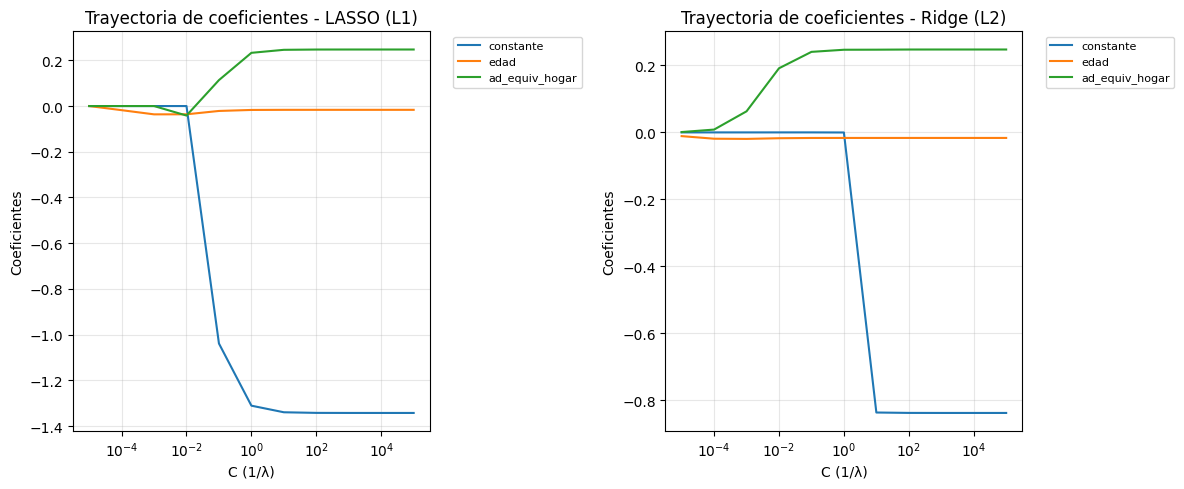 Trayectoria de coeficientes - LASSO (L1)
0.2
0.0
−0.2
−0.4
−0.6
−0.8
−1.0
−1.2
−1.4
Coeficientes
10⁻⁴
10⁻²
10⁰
10²
10⁴
C (1/λ)
constante
edad
ad_equiv_hogar
Trayectoria de coeficientes - Ridge (L2)
0.2
0.0
−0.2
−0.4
−0.6
−0.8
Coeficientes
10⁻⁴
10⁻²
10⁰
10²
10⁴
C (1/λ)
constante
edad
ad_equiv_hogar